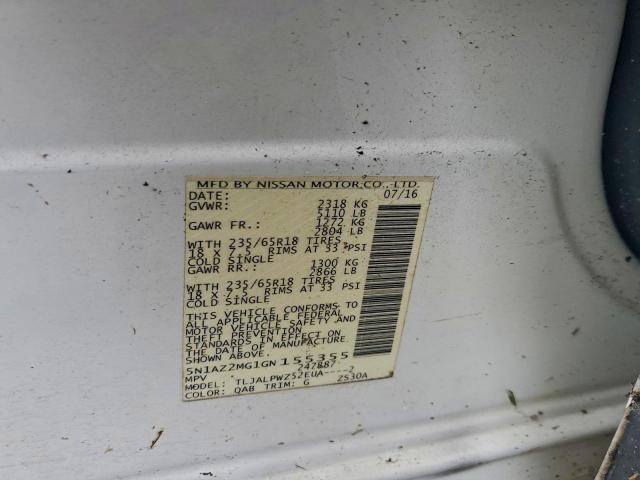 MFD BY NISSAN MOTOR CO., LTD.
DATE: 07/16
GVWR: 2318 KG
5110 LB
GAWR FR.: 1272 KG
2804 LB
WITH 235/65R18 TIRES
18 X 7.5 RIMS AT 33 PSI
COLD SINGLE
GAWR RR.: 1300 KG
2866 LB
WITH 235/65R18 TIRES
18 X 7.5 RIMS AT 33 PSI
COLD SINGLE
THIS VEHICLE CONFORMS TO
ALL APPLICABLE FEDERAL
MOTOR VEHICLE SAFETY AND
THEFT PREVENTION
STANDARDS IN EFFECT ON
DATE OF MANUFACTURE
SHOWN ABOVE.
5N1AZ2MG1GN155355
MPV 247887
MODEL: TLJALPWZ52EUA----2
COLOR: QAB TRIM: G ZS30A